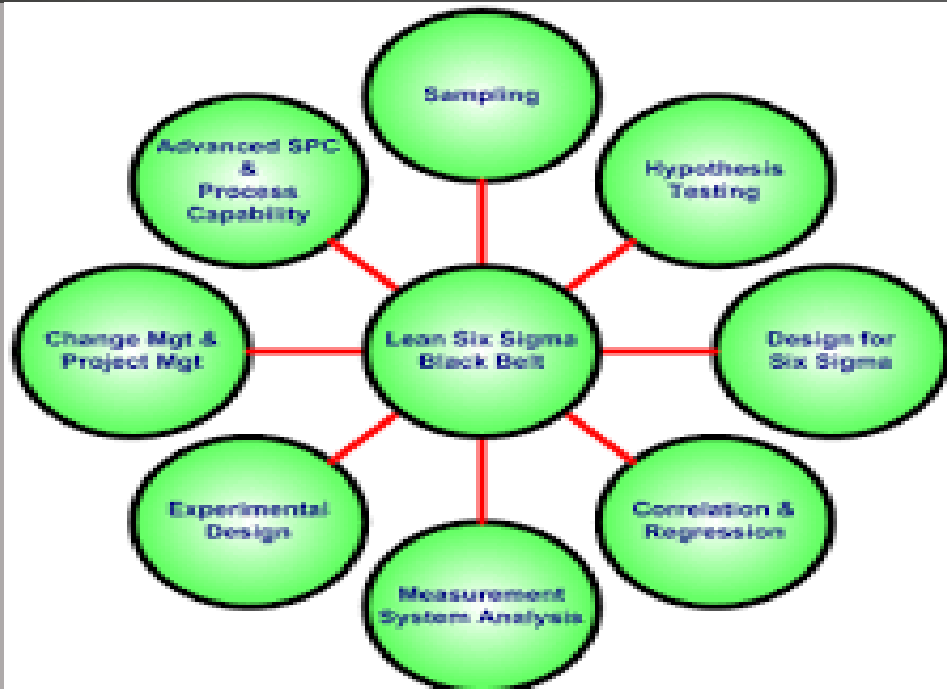 Sampling
Advanced SPC
&
Process
Capability
Hypothesis
Testing
Change Mgt &
Project Mgt
Lean Six Sigma
Black Belt
Design for
Six Sigma
Experimental
Design
Correlation &
Regression
Measurement
System Analysis